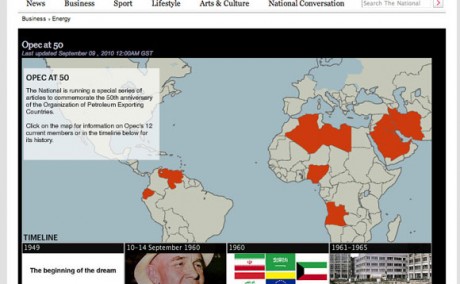 News Business Sport Lifestyle Arts & Culture National Conversation Search The National
Business › Energy
Opec at 50
Last updated September 09, 2010 12:00AM GST
OPEC AT 50
The National is running a special series of
articles to commemorate the 50th anniversary
of the Organization of Petroleum Exporting
Countries.
Click on the map for information on Opec's 12
current members or in the timeline below for
its history.
TIMELINE
1949 10-14 September 1960 1960 1961-1965
The beginning of the dream